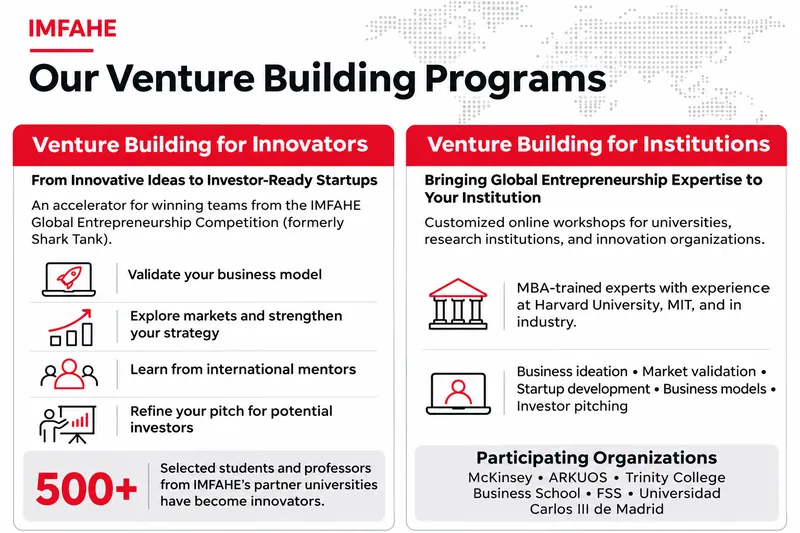 IMFAHE
Our Venture Building Programs
Venture Building for Innovators
From Innovative Ideas to Investor-Ready Startups
An accelerator for winning teams from the IMFAHE
Global Entrepreneurship Competition (formerly
Shark Tank).
Validate your business model
Explore markets and strengthen
your strategy
Learn from international mentors
Refine your pitch for potential
investors
500+
Selected students and professors
from IMFAHE's partner universities
have become innovators.
Venture Building for Institutions
Bringing Global Entrepreneurship Expertise to
Your Institution
Customized online workshops for universities,
research institutions, and innovation organizations.
MBA-trained experts with experience
at Harvard University, MIT, and in
industry.
Business ideation • Market validation •
Startup development • Business models •
Investor pitching
Participating Organizations
McKinsey • ARKUOS • Trinity College
Business School • FSS • Universidad
Carlos III de Madrid